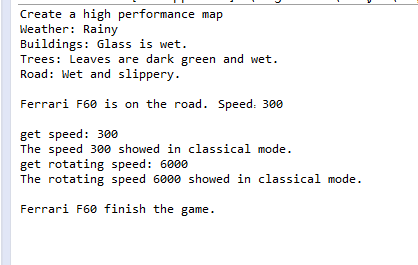 Create a high performance map
Weather: Rainy
Buildings: Glass is wet.
Trees: Leaves are dark green and wet.
Road: Wet and slippery.
Ferrari F60 is on the road. Speed: 300
get speed: 300
The speed 300 showed in classical mode.
get rotating speed: 6000
The rotating speed 6000 showed in classical mode.
Ferrari F60 finish the game.